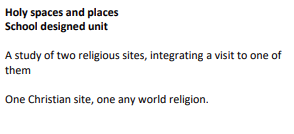 Holy spaces and places
School designed unit
A study of two religious sites, integrating a visit to one of
them
One Christian site, one any world religion.